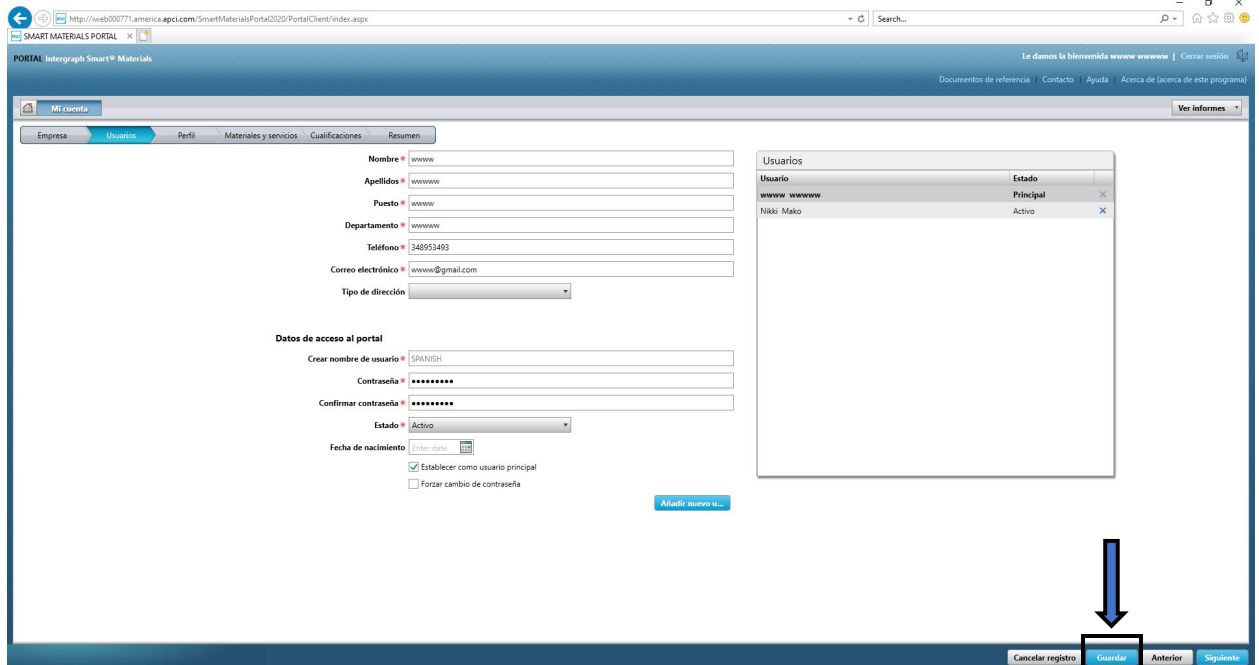 http://iweb000771.america.apci.com/SmartMaterialsPortal2020/PortalClient/index.aspx
Search...
SMART MATERIALS PORTAL
PORTAL Intergraph Smart® Materials
Le damos la bienvenida wwww wwwww | Cerrar sesión
Documentos de referencia | Contacto | Ayuda | Acerca de (acerca de este programa)
Mi cuenta
Ver informes
Empresa Usuarios Perfil Materiales y servicios Cualificaciones Resumen
Nombre * wwww
Apellidos * wwwww
Puesto * wwww
Departamento * wwwww
Teléfono * 348953493
Correo electrónico * wwww@gmail.com
Tipo de dirección
Datos de acceso al portal
Crear nombre de usuario * SPANISH
Contraseña * •••••••••
Confirmar contraseña * •••••••••
Estado * Activo
Fecha de nacimiento Enter date
Establecer como usuario principal
Forzar cambio de contraseña
Añadir nuevo u...
Usuarios
Usuario Estado
wwww wwwww Principal
Nikki Mako Activo
Cancelar registro Guardar Anterior Siguiente